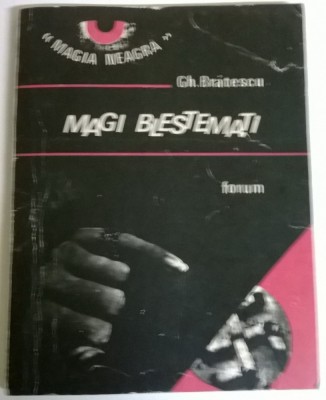 "MAGIA NEAGRĂ"
Gh. Brătescu
MAGI BLESTEMAȚI
forum